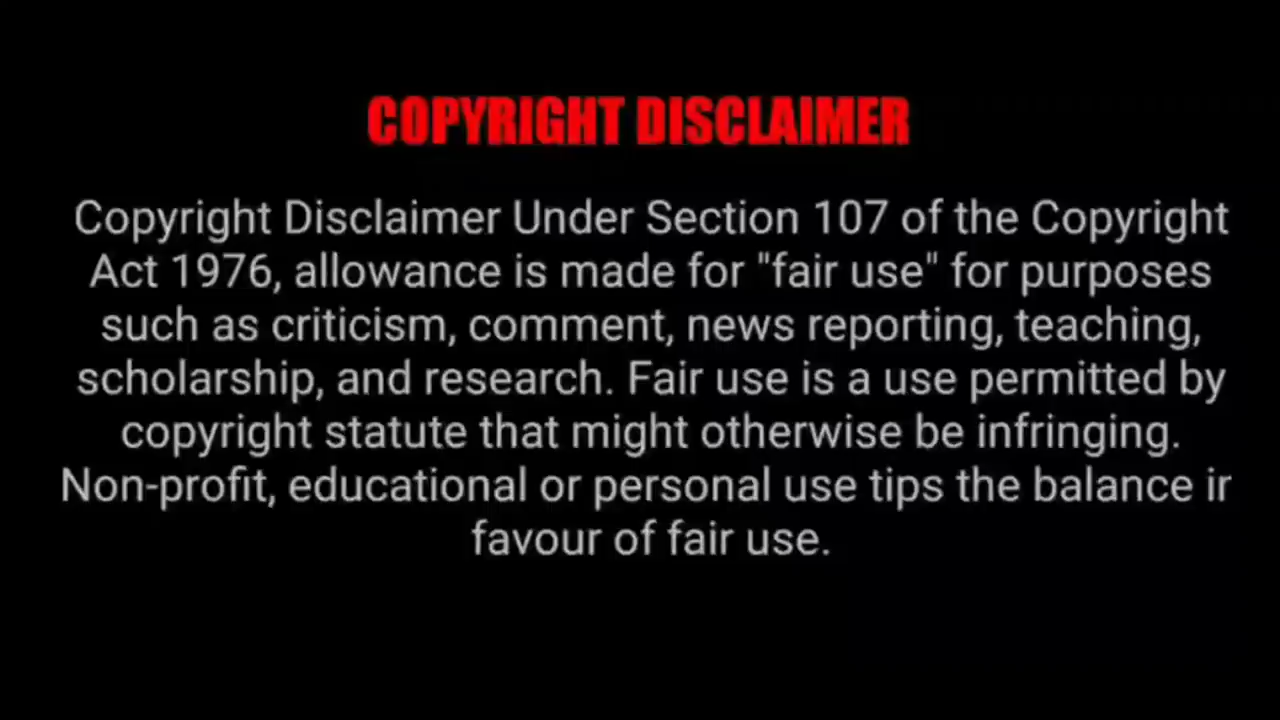 COPYRIGHT DISCLAIMER
Copyright Disclaimer Under Section 107 of the Copyright
Act 1976, allowance is made for "fair use" for purposes
such as criticism, comment, news reporting, teaching,
scholarship, and research. Fair use is a use permitted by
copyright statute that might otherwise be infringing.
Non-profit, educational or personal use tips the balance
favour of fair use.